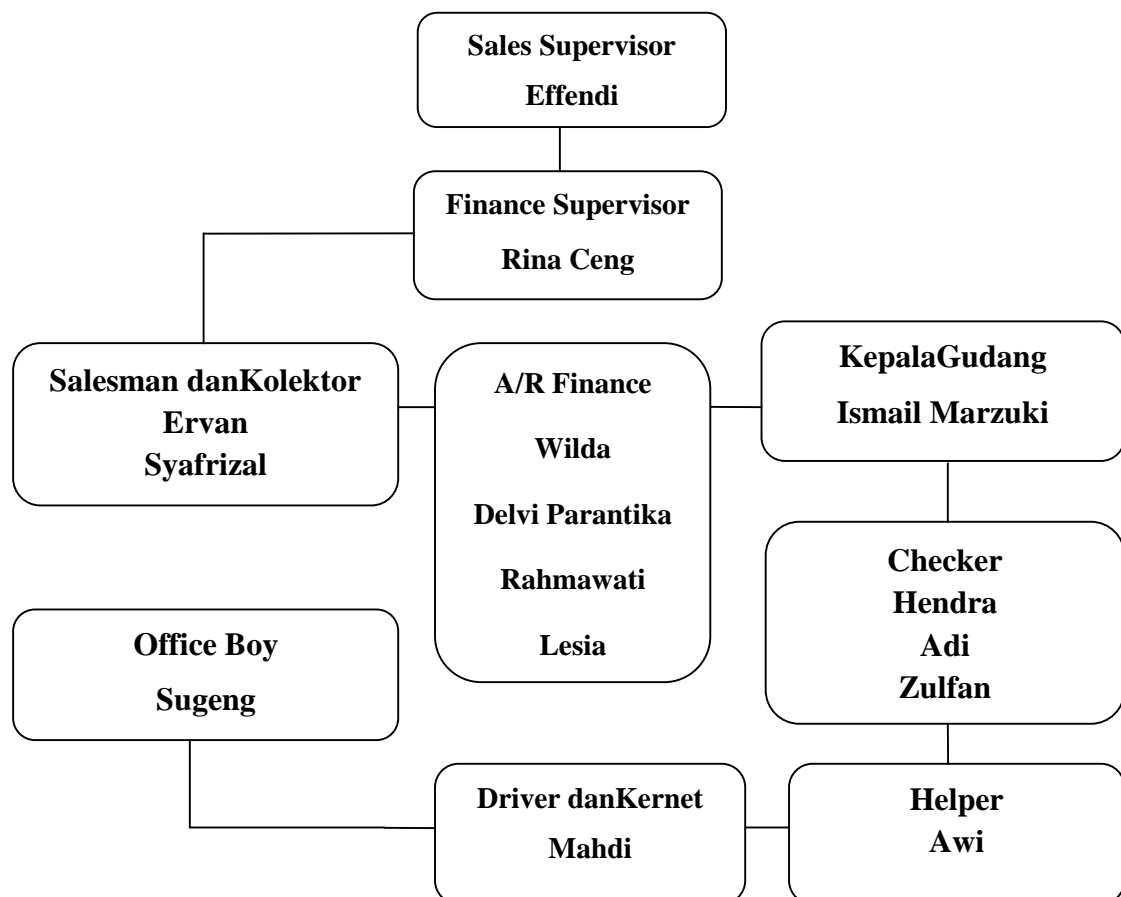 Sales Supervisor
Effendi
Finance Supervisor
Rina Ceng
Salesman danKolektor
Ervan
Syafrizal
A/R Finance
Wilda
Delvi Parantika
Rahmawati
Lesia
KepalaGudang
Ismail Marzuki
Checker
Hendra
Adi
Zulfan
Office Boy
Sugeng
Driver danKernet
Mahdi
Helper
Awi